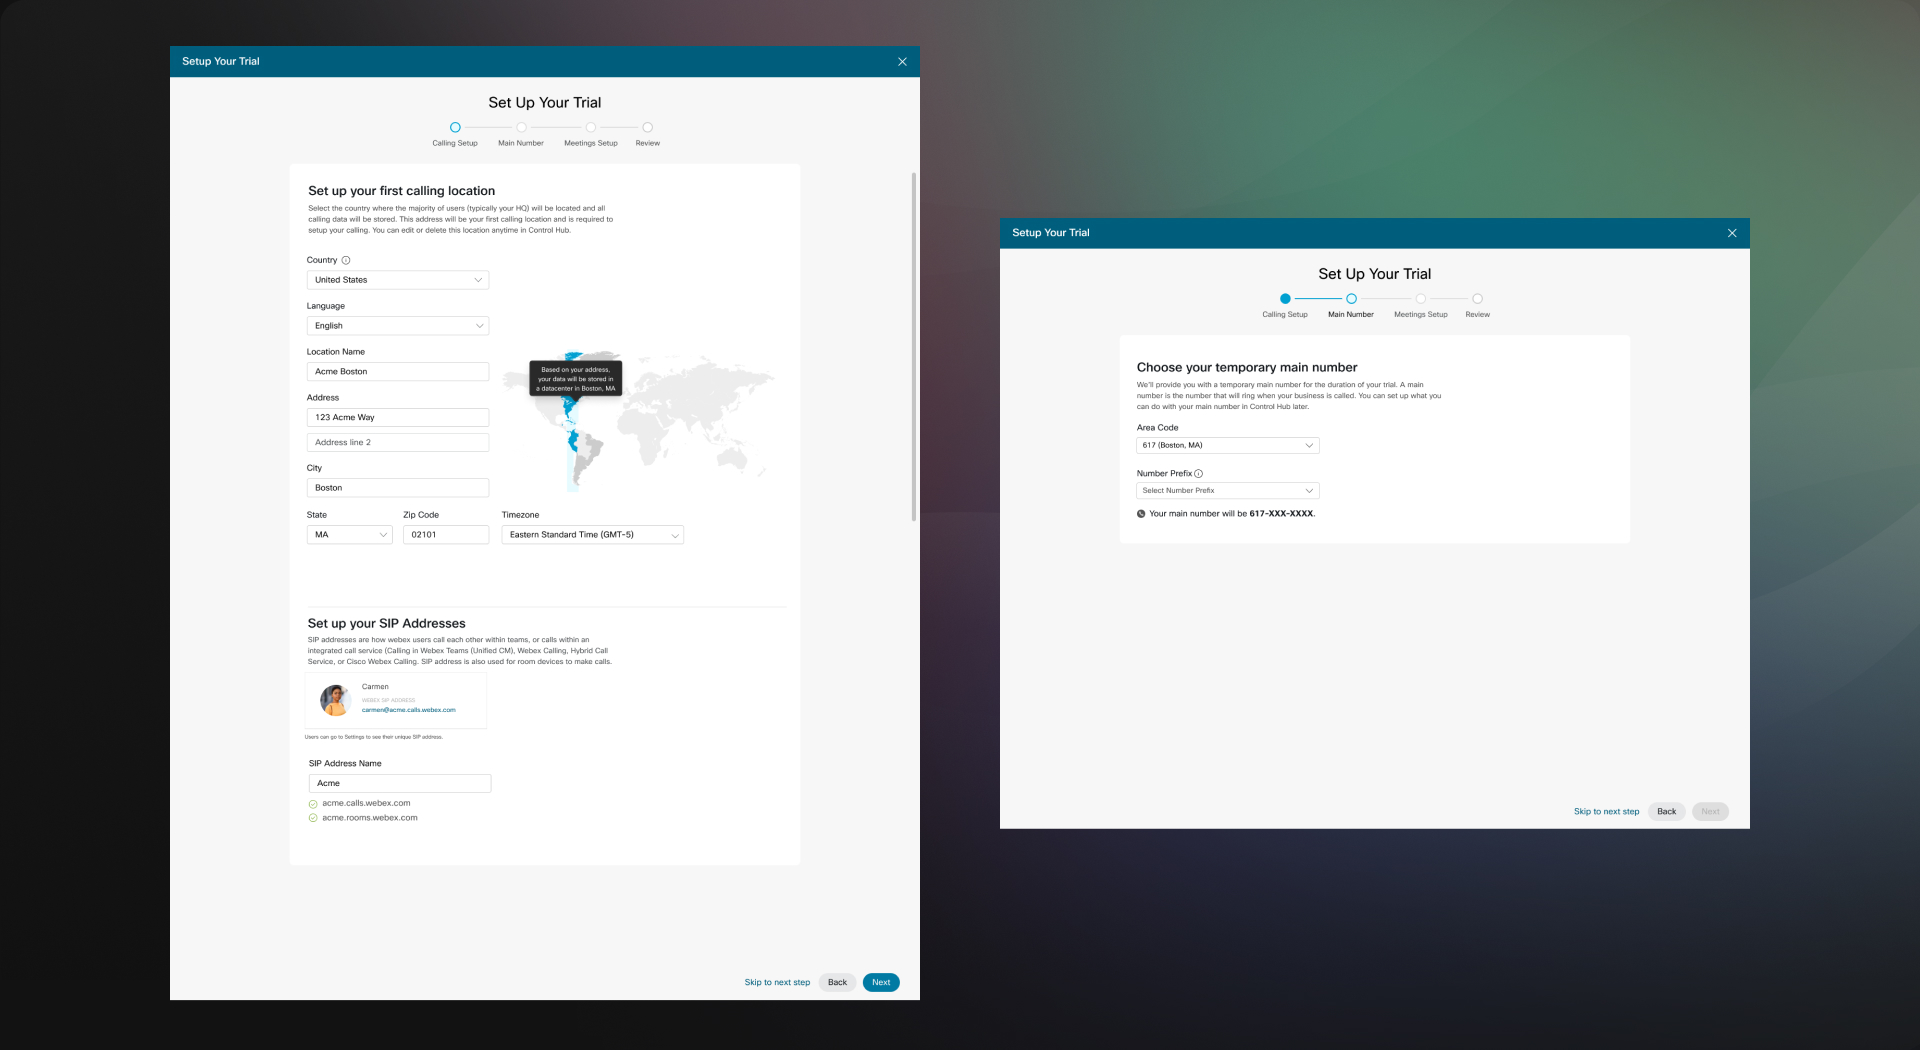 Setup Your Trial
Set Up Your Trial
Calling Setup
Main Number
Meetings Setup
Review
Set up your first calling location
Select the country where the majority of users (typically your HQ) will be located and all
calling data will be stored. This address will be your first calling location and is required to
setup your calling. You can edit or delete this location anytime in Control Hub.
Country
United States
Language
English
Location Name
Acme Boston
Address
123 Acme Way
Address line 2
City
Boston
State
Zip Code
Timezone
MA
02101
Eastern Standard Time (GMT-5)
Based on your address,
your data will be stored in
a datacenter in Boston, MA
Set up your SIP Addresses
SIP addresses are how webex users call each other within teams, or calls within an
integrated call service (Calling in Webex Teams (Unified CM), Webex Calling, Hybrid Call
Service, or Cisco Webex Calling. SIP address is also used for room devices to make calls.
Carmen
WEBEX SIP ADDRESS
carmen@acme.calls.webex.com
Users can go to Settings to see their unique SIP address.
SIP Address Name
Acme
acme.calls.webex.com
acme.rooms.webex.com
Skip to next step
Back
Next
Setup Your Trial
Set Up Your Trial
Calling Setup
Main Number
Meetings Setup
Review
Choose your temporary main number
We'll provide you with a temporary main number for the duration of your trial. A main
number is the number that will ring when your business is called. You can set up what you
can do with your main number in Control Hub later.
Area Code
617 (Boston, MA)
Number Prefix
Select Number Prefix
Your main number will be 617-XXX-XXXX.
Skip to next step
Back
Next